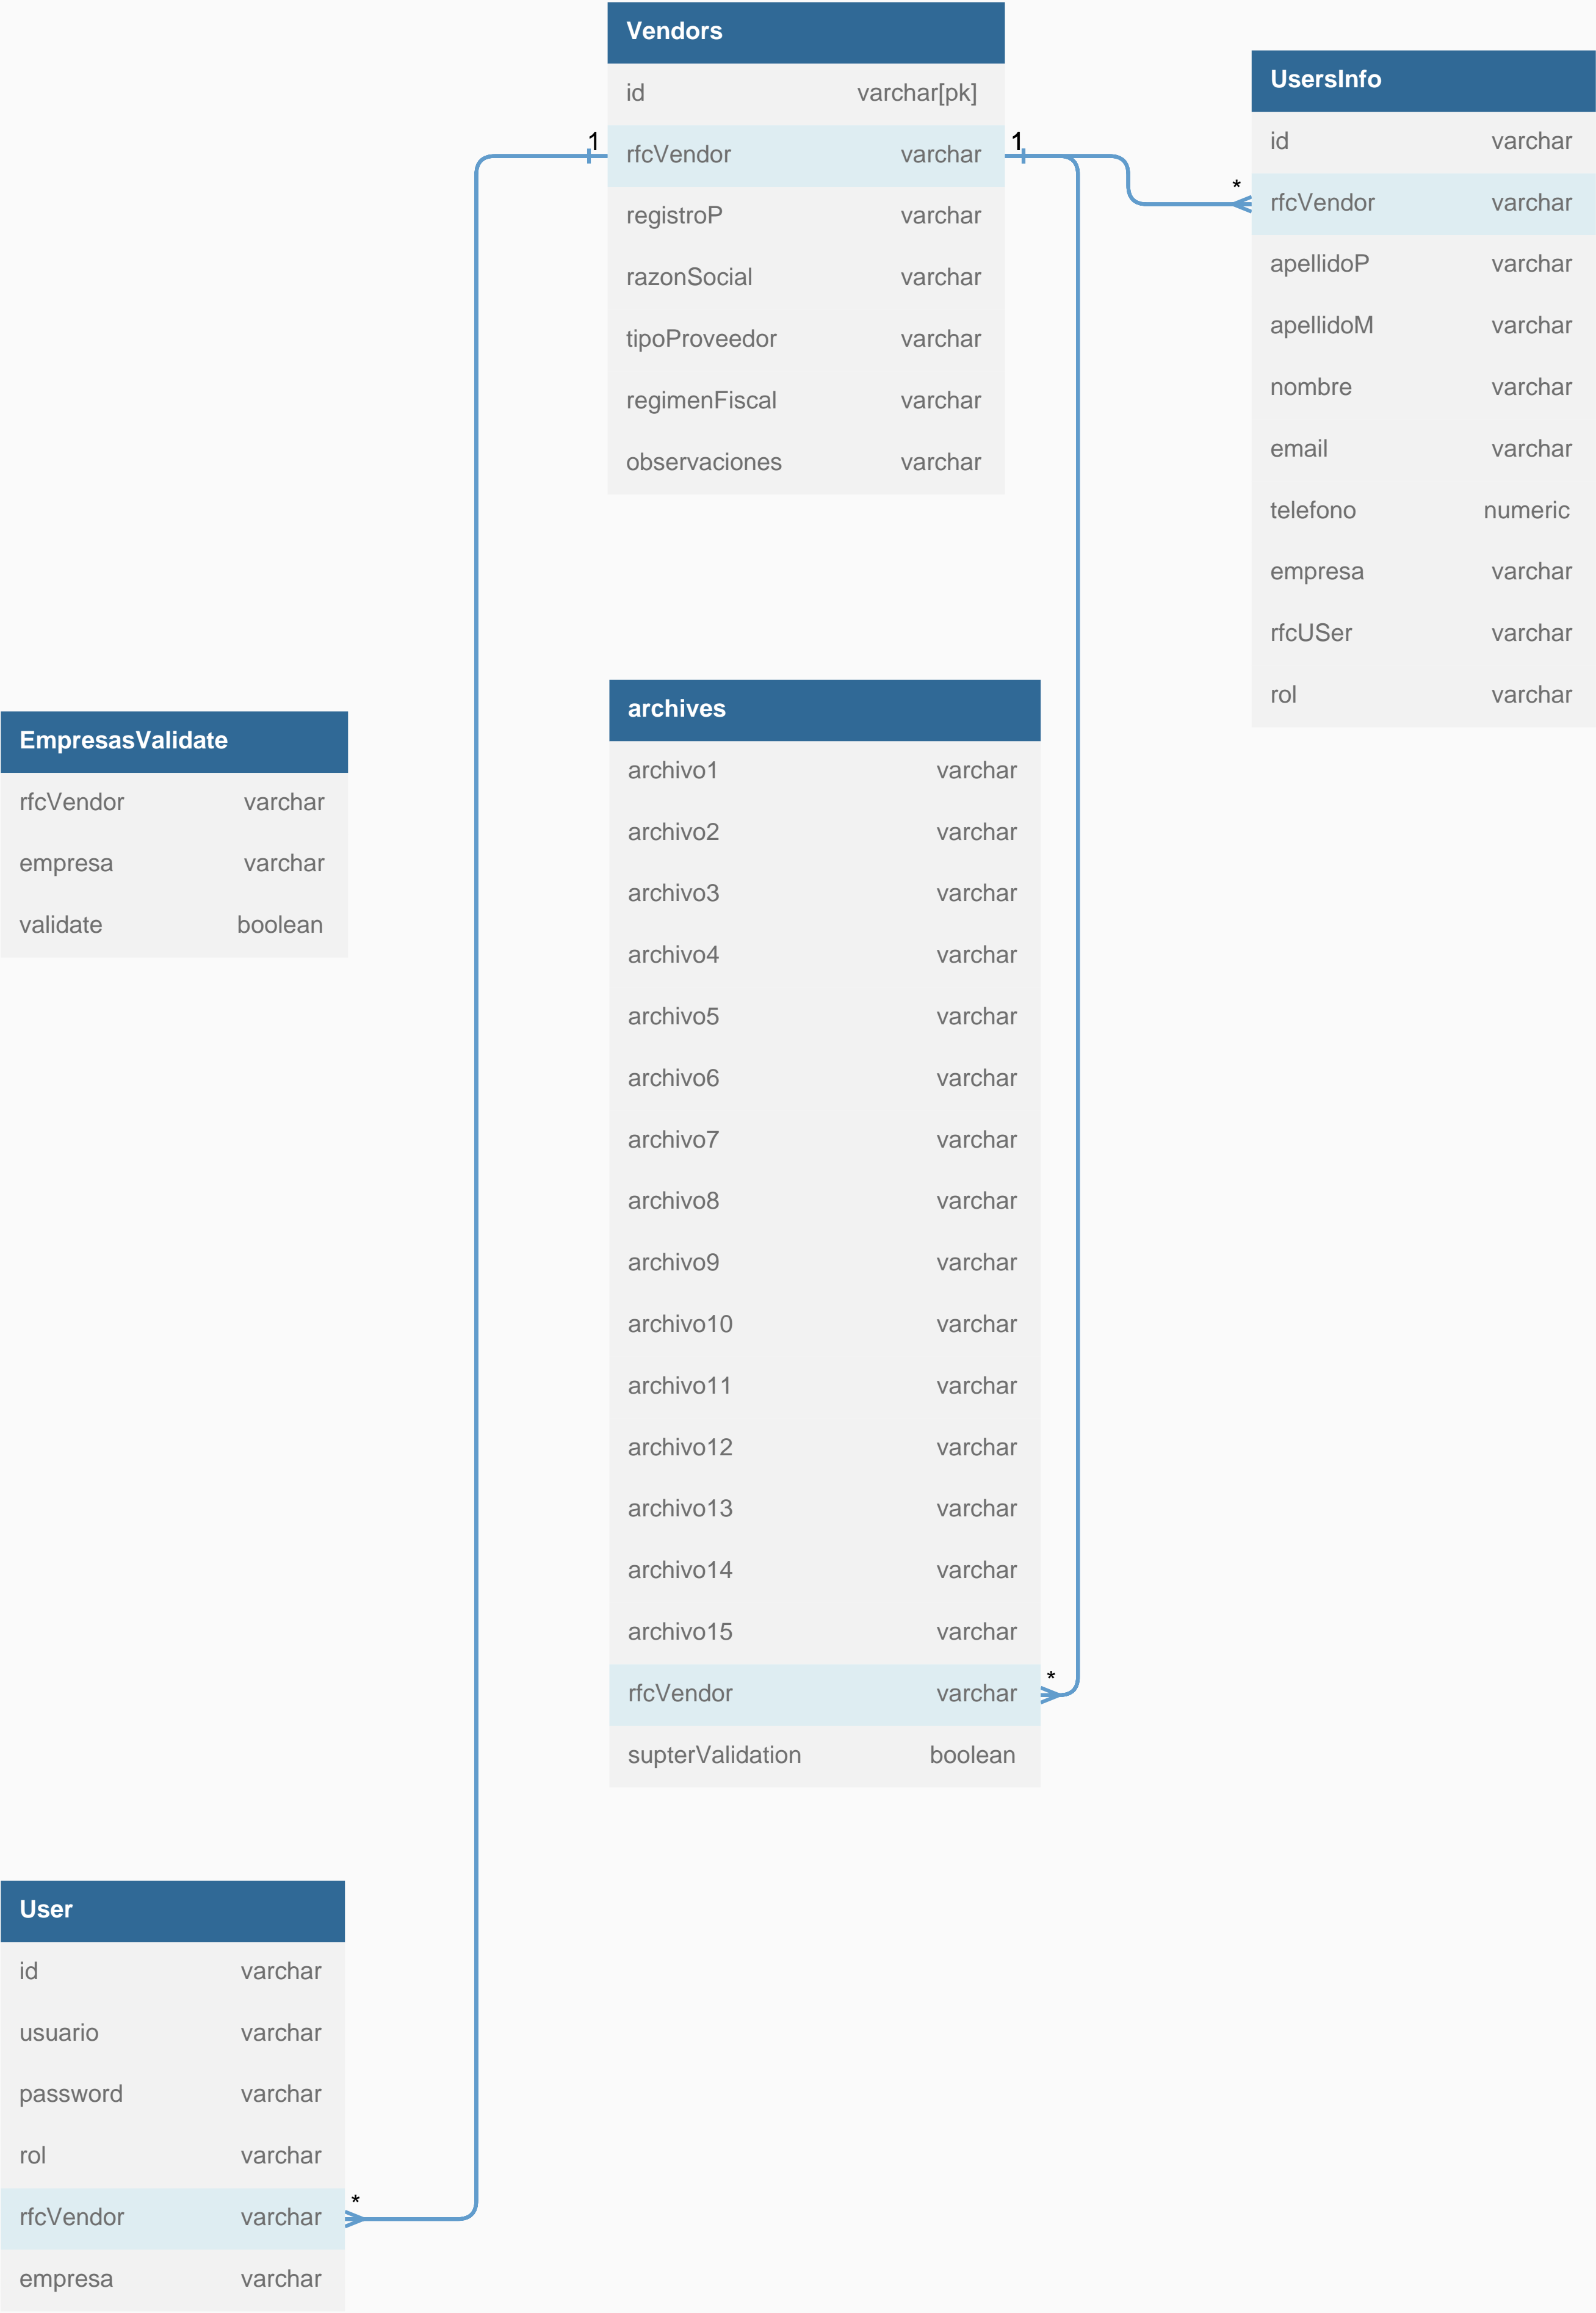 Vendors
id varchar[pk]
1 rfcVendor varchar 1
registroP varchar
razonSocial varchar
tipoProveedor varchar
regimenFiscal varchar
observaciones varchar
UsersInfo
id varchar
* rfcVendor varchar
apellidoP varchar
apellidoM varchar
nombre varchar
email varchar
telefono numeric
empresa varchar
rfcUSer varchar
rol varchar
EmpresasValidate
rfcVendor varchar
empresa varchar
validate boolean
archives
archivo1 varchar
archivo2 varchar
archivo3 varchar
archivo4 varchar
archivo5 varchar
archivo6 varchar
archivo7 varchar
archivo8 varchar
archivo9 varchar
archivo10 varchar
archivo11 varchar
archivo12 varchar
archivo13 varchar
archivo14 varchar
archivo15 varchar
rfcVendor varchar *
supterValidation boolean
User
id varchar
usuario varchar
password varchar
rol varchar
rfcVendor varchar *
empresa varchar